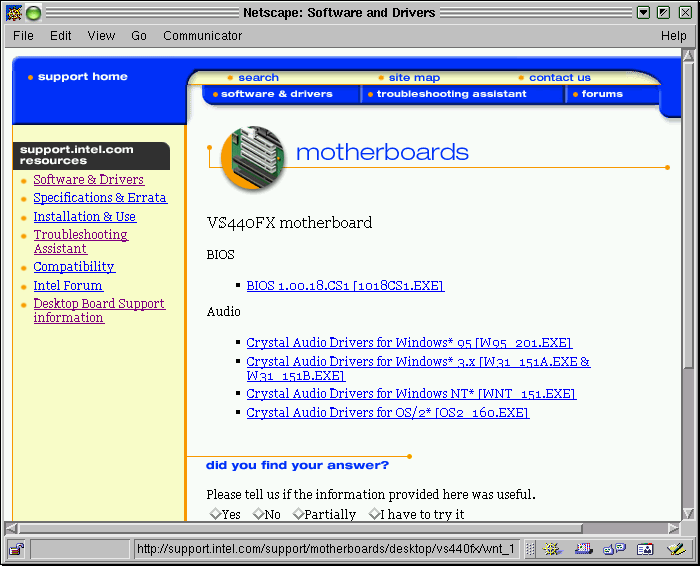 Netscape: Software and Drivers
File Edit View Go Communicator Help
support home
search site map contact us
software & drivers troubleshooting assistant forums
support.intel.com
resources
Software & Drivers
Specifications & Errata
Installation & Use
Troubleshooting
Assistant
Compatibility
Intel Forum
Desktop Board Support
information
motherboards
VS440FX motherboard
BIOS
BIOS 1.00.18.CS1 [1018CS1.EXE]
Audio
Crystal Audio Drivers for Windows* 95 [W95_201.EXE]
Crystal Audio Drivers for Windows* 3.x [W31_151A.EXE &
W31_151B.EXE]
Crystal Audio Drivers for Windows NT* [WNT_151.EXE]
Crystal Audio Drivers for OS/2* [OS2_160.EXE]
did you find your answer?
Please tell us if the information provided here was useful.
Yes No Partially I have to try it
http://support.intel.com/support/motherboards/desktop/vs440fx/wnt_1